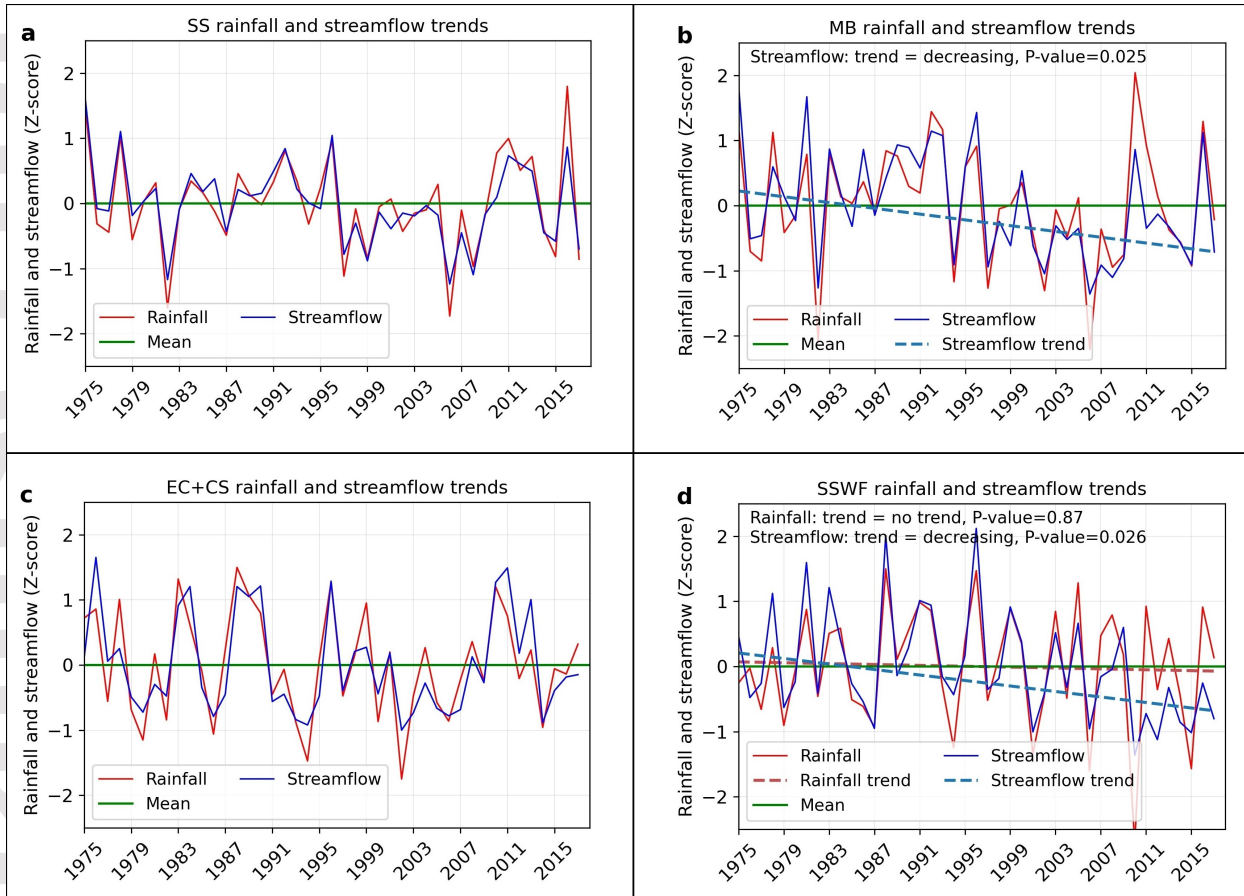 a
SS rainfall and streamflow trends
Rainfall and streamflow (Z-score)
2
1
0
−1
−2
Rainfall
Streamflow
Mean
1975
1979
1983
1987
1991
1995
1999
2003
2007
2011
2015
b
MB rainfall and streamflow trends
Streamflow: trend = decreasing, P-value=0.025
Rainfall and streamflow (Z-score)
2
1
0
−1
−2
Rainfall
Streamflow
Mean
Streamflow trend
1975
1979
1983
1987
1991
1995
1999
2003
2007
2011
2015
c
EC+CS rainfall and streamflow trends
Rainfall and streamflow (Z-score)
2
1
0
−1
−2
Rainfall
Streamflow
Mean
1975
1979
1983
1987
1991
1995
1999
2003
2007
2011
2015
d
SSWF rainfall and streamflow trends
Rainfall: trend = no trend, P-value=0.87
Streamflow: trend = decreasing, P-value=0.026
Rainfall and streamflow (Z-score)
2
1
0
−1
−2
Rainfall
Streamflow
Rainfall trend
Streamflow trend
Mean
1975
1979
1983
1987
1991
1995
1999
2003
2007
2011
2015